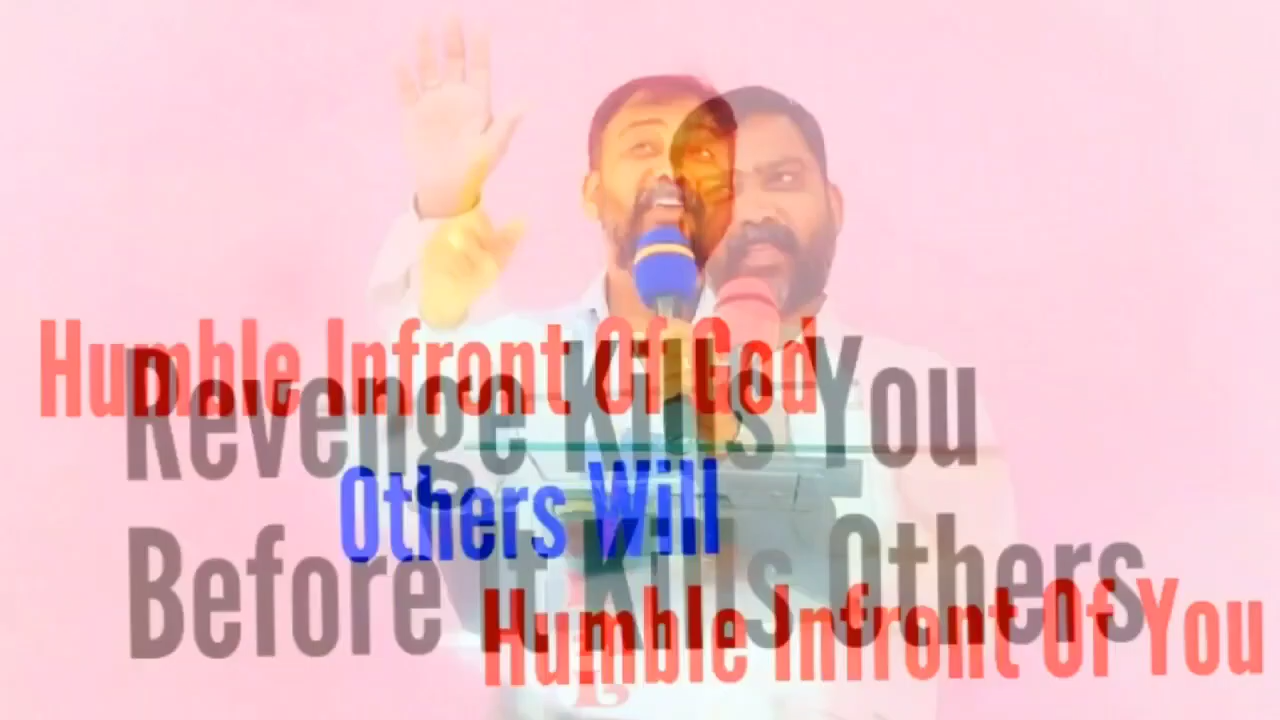 Humble Infront Of God
Revenge Kills You
Others Will
Before It Kills Others
Humble Infront Of You